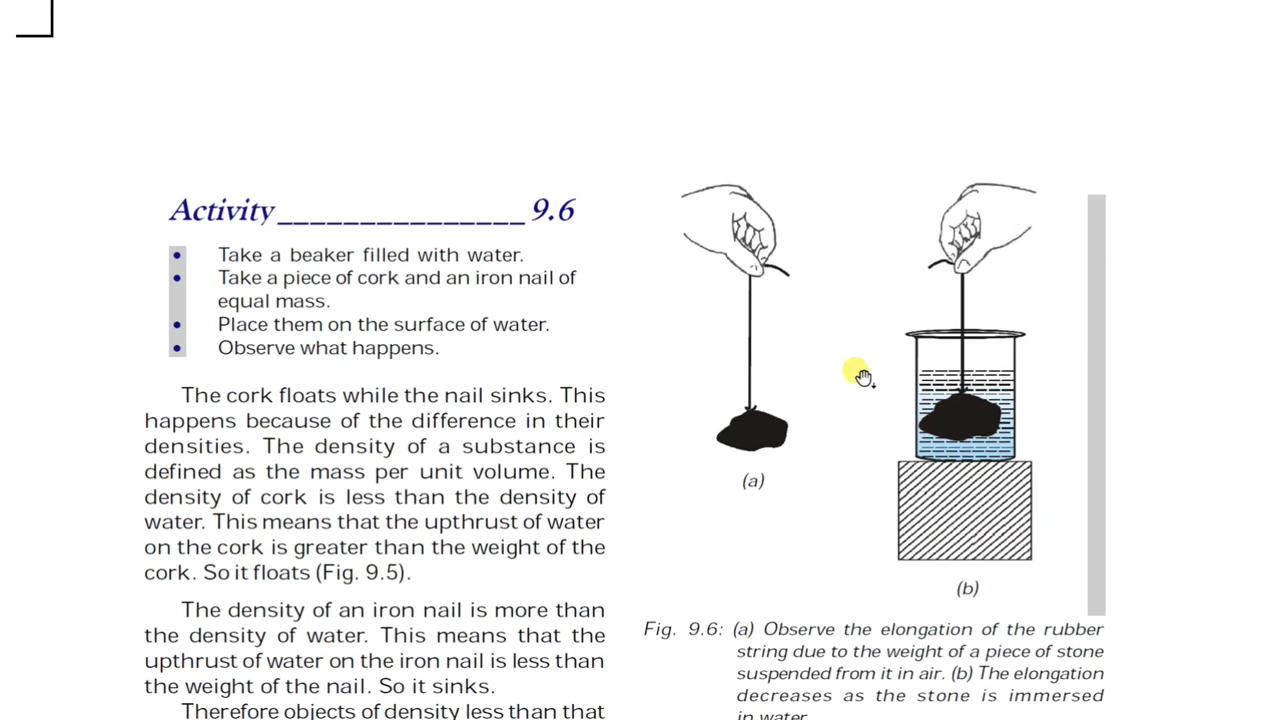 Activity_______________9.6
• Take a beaker filled with water.
• Take a piece of cork and an iron nail of
equal mass.
• Place them on the surface of water.
• Observe what happens.
The cork floats while the nail sinks. This
happens because of the difference in their
densities. The density of a substance is
defined as the mass per unit volume. The
density of cork is less than the density of
water. This means that the upthrust of water
on the cork is greater than the weight of the
cork. So it floats (Fig. 9.5).
The density of an iron nail is more than
the density of water. This means that the
upthrust of water on the iron nail is less than
the weight of the nail. So it sinks.
Therefore objects of density less than that
(a)
(b)
Fig. 9.6: (a) Observe the elongation of the rubber
string due to the weight of a piece of stone
suspended from it in air. (b) The elongation
decreases as the stone is immersed
in water.